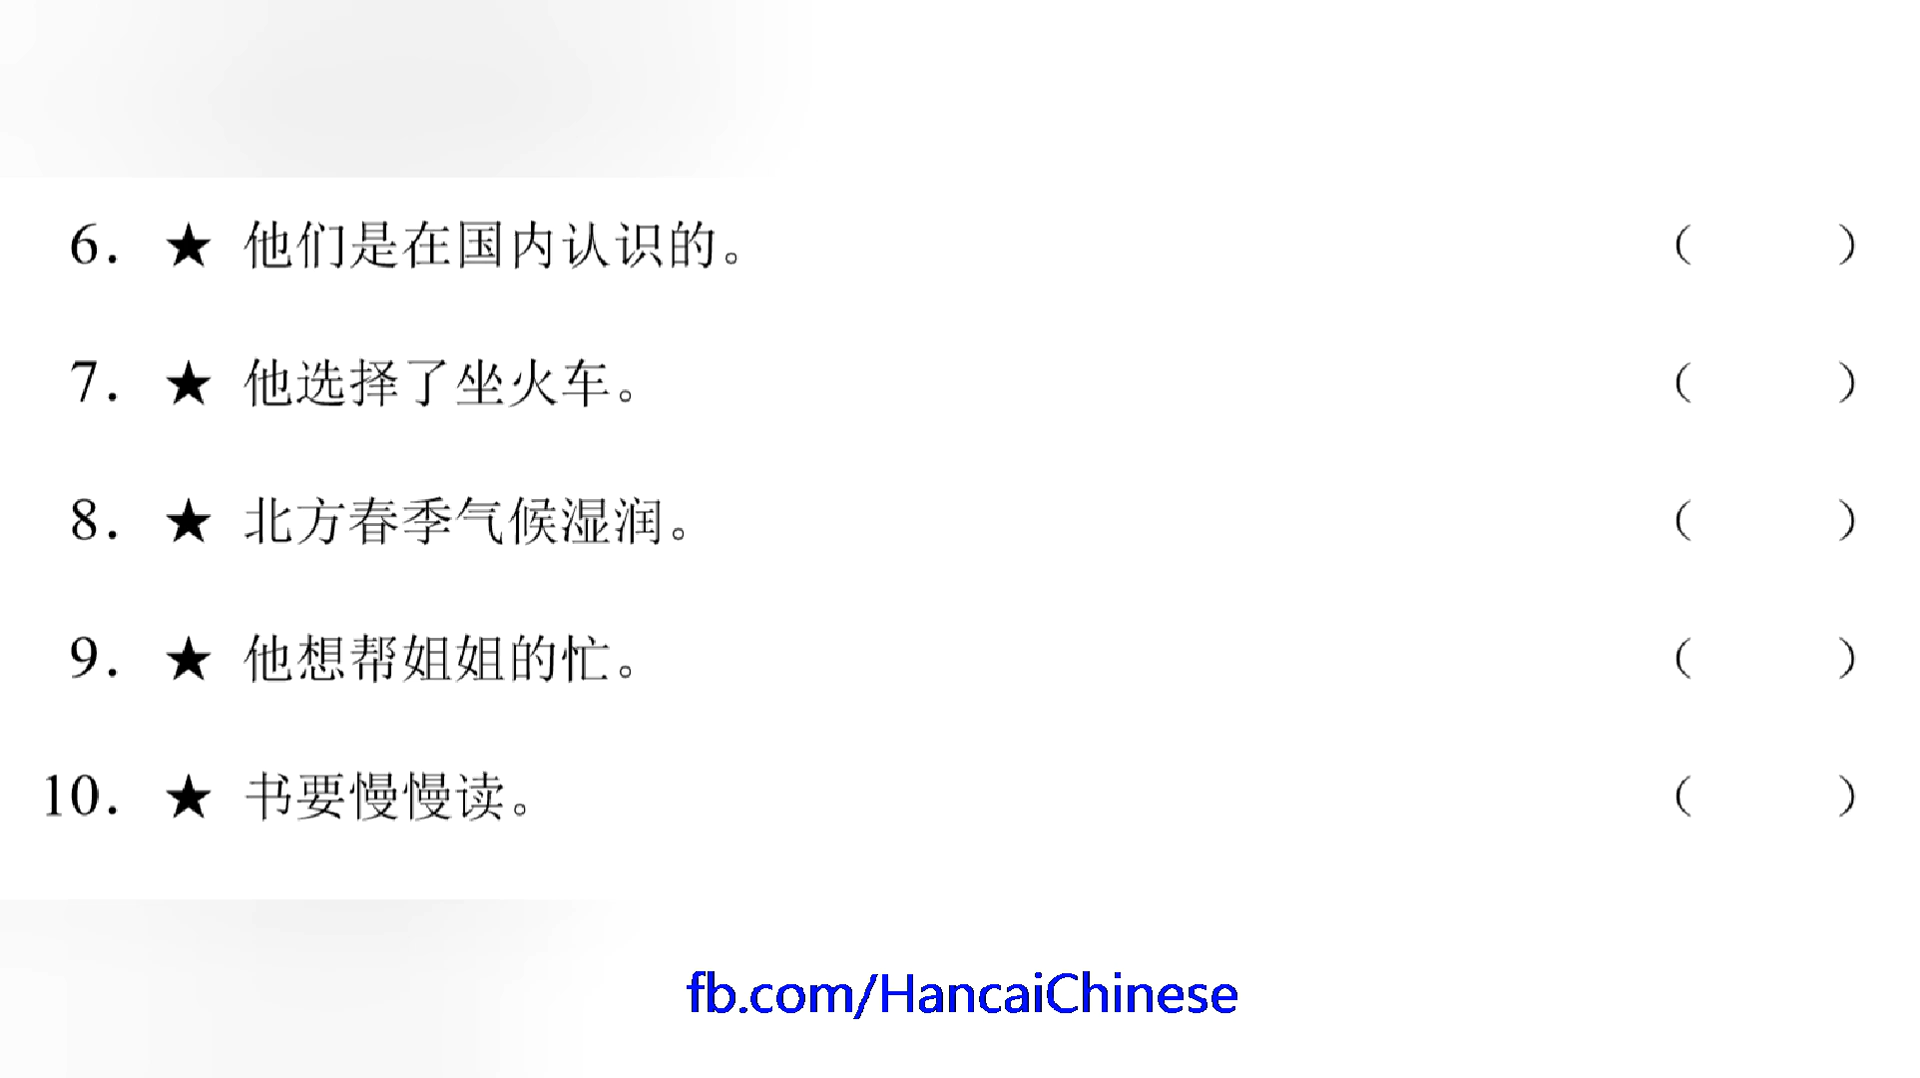 6. ★ 他们是在国内认识的。 ( )
7. ★ 他选择了坐火车。 ( )
8. ★ 北方春季气候湿润。 ( )
9. ★ 他想帮姐姐的忙。 ( )
10. ★ 书要慢慢读。 ( )
fb.com/HancaiChinese